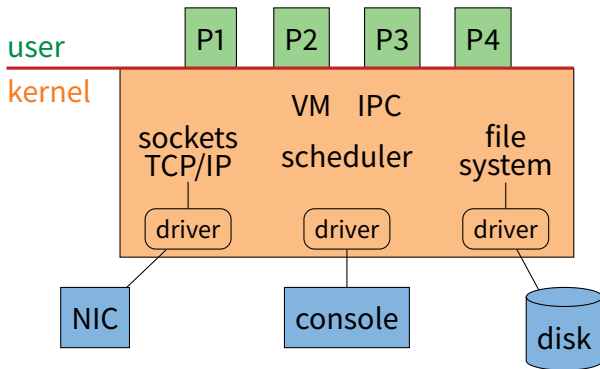 P1 P2 P3 P4
user
kernel
VM IPC
sockets
TCP/IP
scheduler
file
system
driver driver driver
NIC console disk